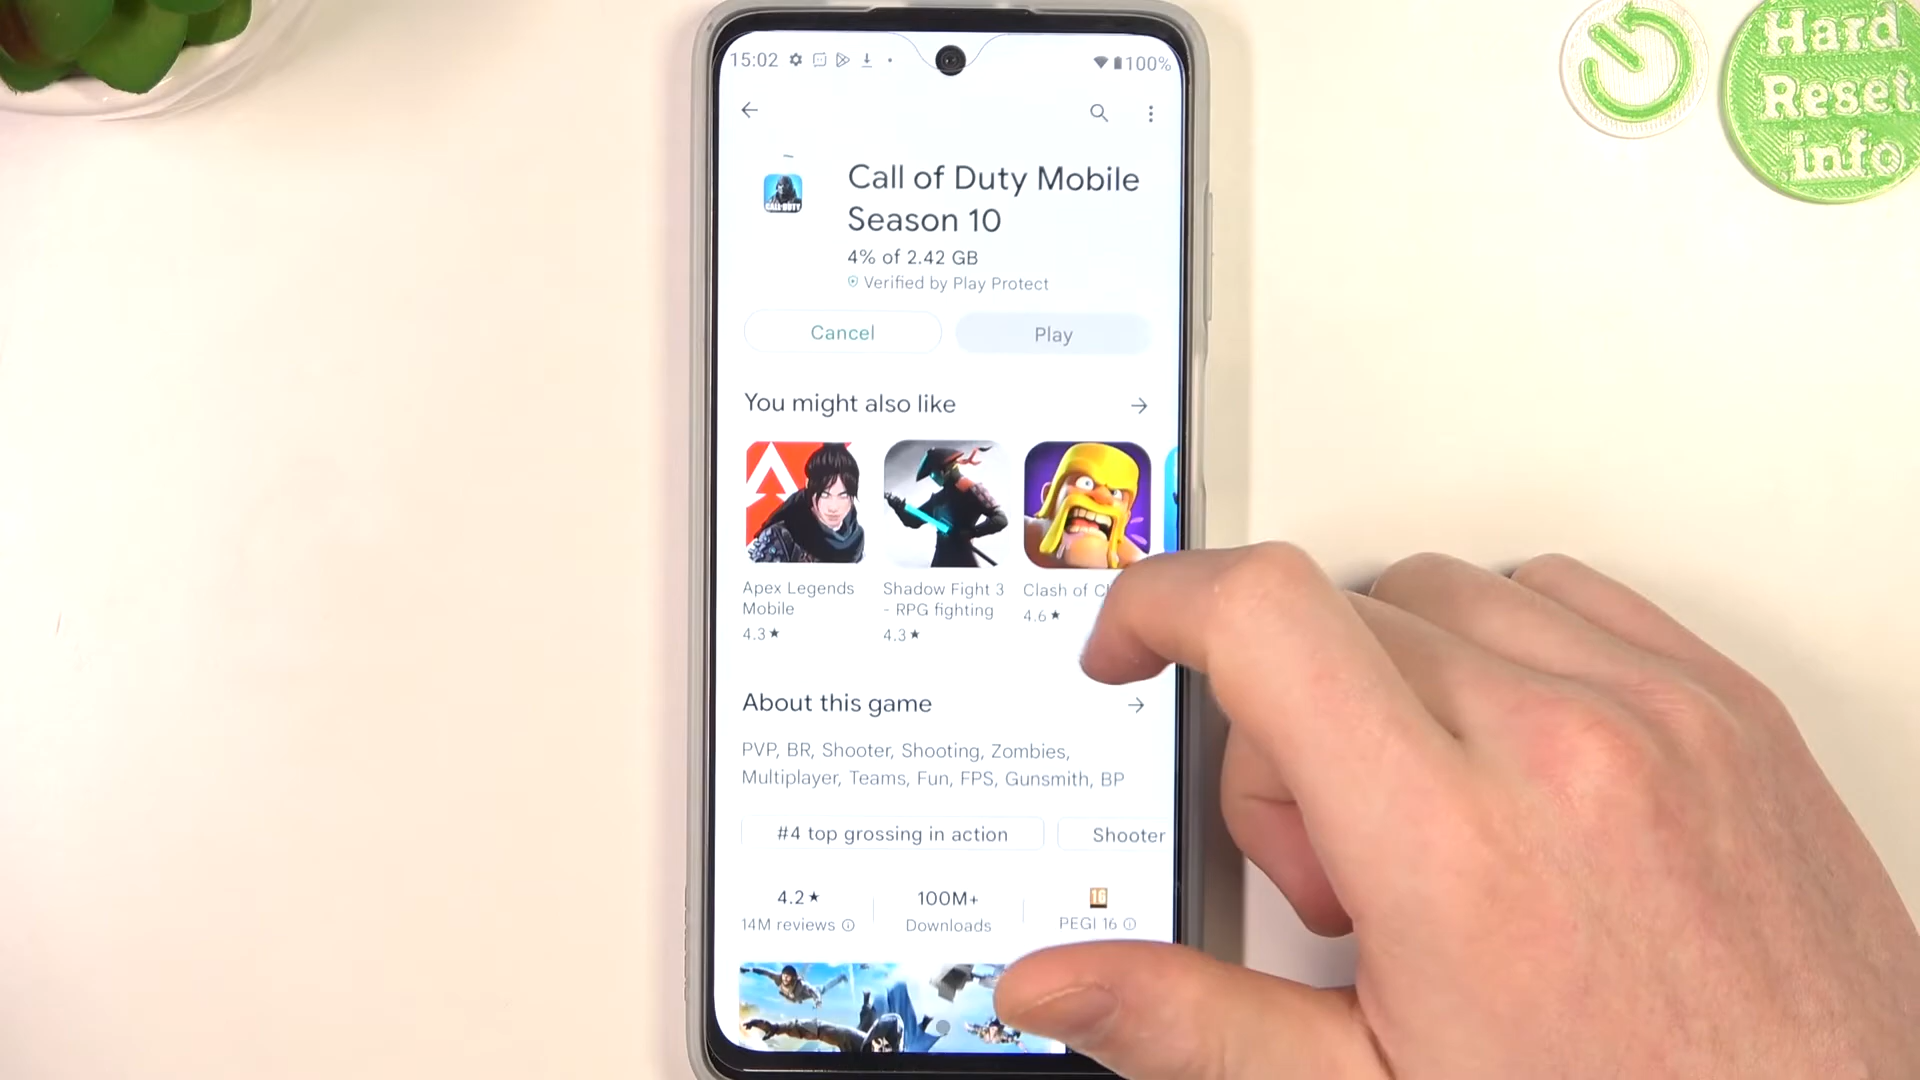 15:02
100%
Hard
Reset
info
Call of Duty Mobile
Season 10
4% of 2.42 GB
Verified by Play Protect
Cancel
Play
You might also like
CALL DUTY
Apex Legends
Mobile
4.3★
Shadow Fight 3
- RPG fighting
4.3★
Clash of
4.6★
About this game
PVP, BR, Shooter, Shooting, Zombies,
Multiplayer, Teams, Fun, FPS, Gunsmith, BP
#4 top grossing in action
Shooter
4.2★
14M reviews
100M+
Downloads
16
PEGI 16